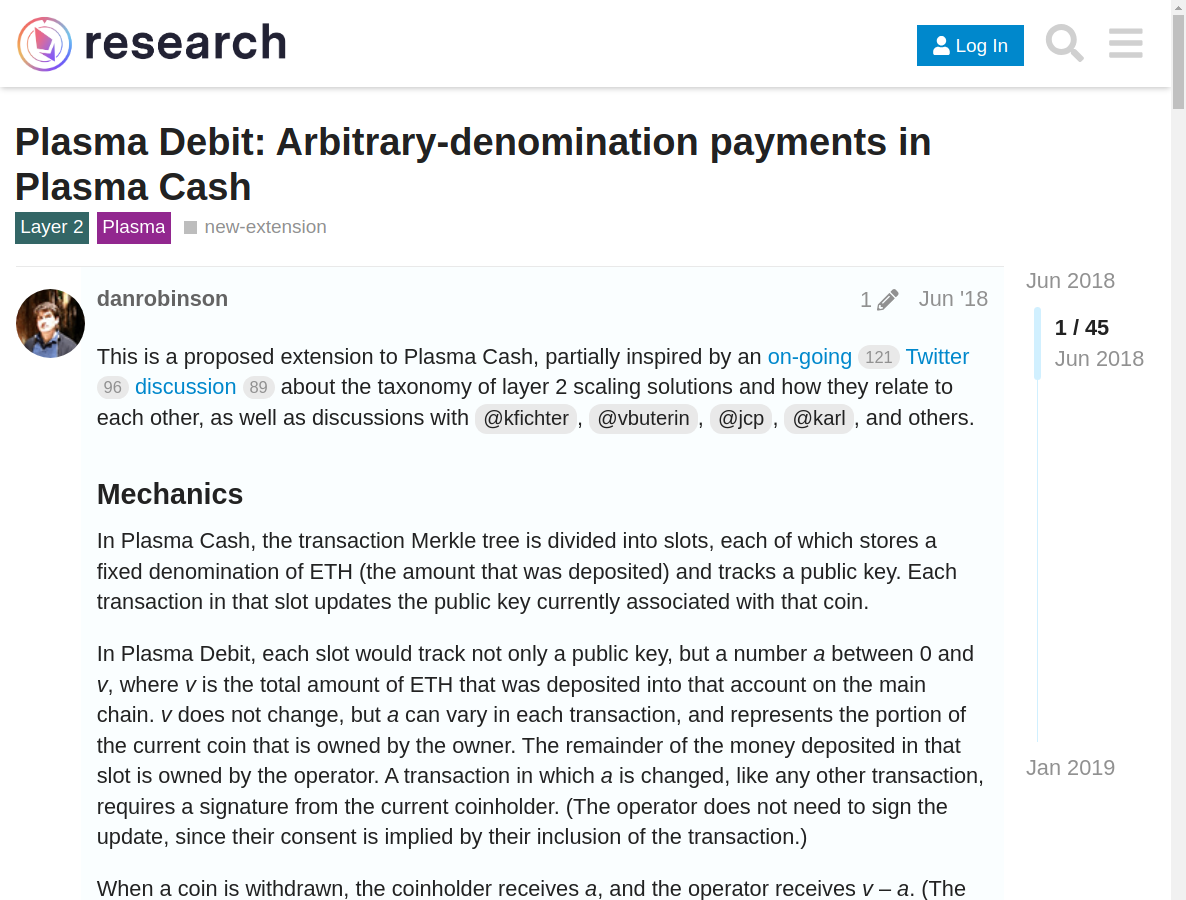 research
Log In
Plasma Debit: Arbitrary-denomination payments in
Plasma Cash
Layer 2 Plasma new-extension
danrobinson 1 Jun '18
This is a proposed extension to Plasma Cash, partially inspired by an on-going 121 Twitter
96 discussion 89 about the taxonomy of layer 2 scaling solutions and how they relate to
each other, as well as discussions with @kfichter, @vbuterin, @jcp, @karl, and others.
Mechanics
In Plasma Cash, the transaction Merkle tree is divided into slots, each of which stores a
fixed denomination of ETH (the amount that was deposited) and tracks a public key. Each
transaction in that slot updates the public key currently associated with that coin.
In Plasma Debit, each slot would track not only a public key, but a number a between 0 and
v, where v is the total amount of ETH that was deposited into that account on the main
chain. v does not change, but a can vary in each transaction, and represents the portion of
the current coin that is owned by the owner. The remainder of the money deposited in that
slot is owned by the operator. A transaction in which a is changed, like any other transaction,
requires a signature from the current coinholder. (The operator does not need to sign the
update, since their consent is implied by their inclusion of the transaction.)
When a coin is withdrawn, the coinholder receives a, and the operator receives v – a. (The
Jun 2018
1 / 45
Jun 2018
Jan 2019